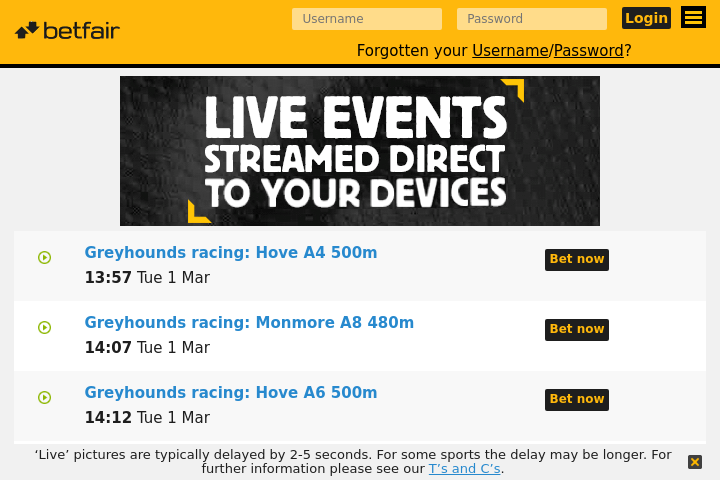 betfair
Username
Password
Login
Forgotten your Username/Password?
LIVE EVENTS
STREAMED DIRECT
TO YOUR DEVICES
Greyhounds racing: Hove A4 500m
Bet now
13:57 Tue 1 Mar
Greyhounds racing: Monmore A8 480m
Bet now
14:07 Tue 1 Mar
Greyhounds racing: Hove A6 500m
Bet now
14:12 Tue 1 Mar
‘Live’ pictures are typically delayed by 2-5 seconds. For some sports the delay may be longer. For
further information please see our T’s and C’s.